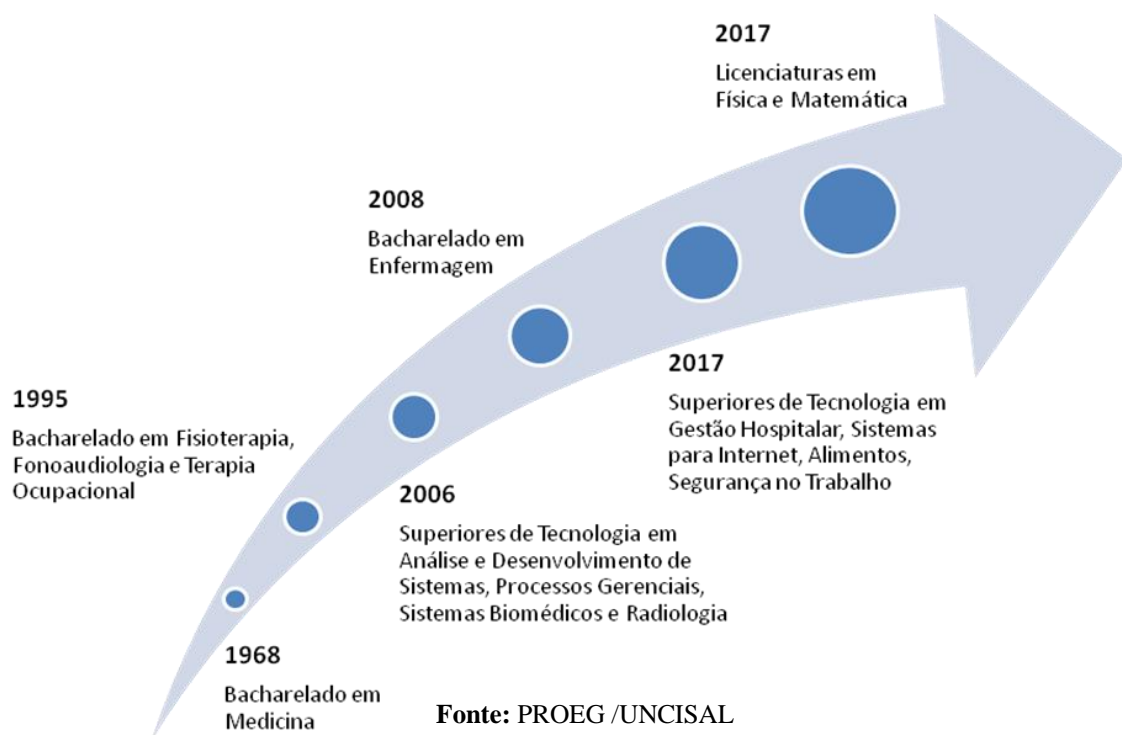 2017
Licenciaturas em
Física e Matemática
2008
Bacharelado em
Enfermagem
2017
Superiores de Tecnologia em
Gestão Hospitalar, Sistemas
para Internet, Alimentos,
Segurança no Trabalho
1995
Bacharelado em Fisioterapia,
Fonoaudiologia e Terapia
Ocupacional
2006
Superiores de Tecnologia em
Análise e Desenvolvimento de
Sistemas, Processos Gerenciais,
Sistemas Biomédicos e Radiologia
1968
Bacharelado em
Medicina
Fonte: PROEG /UNCISAL